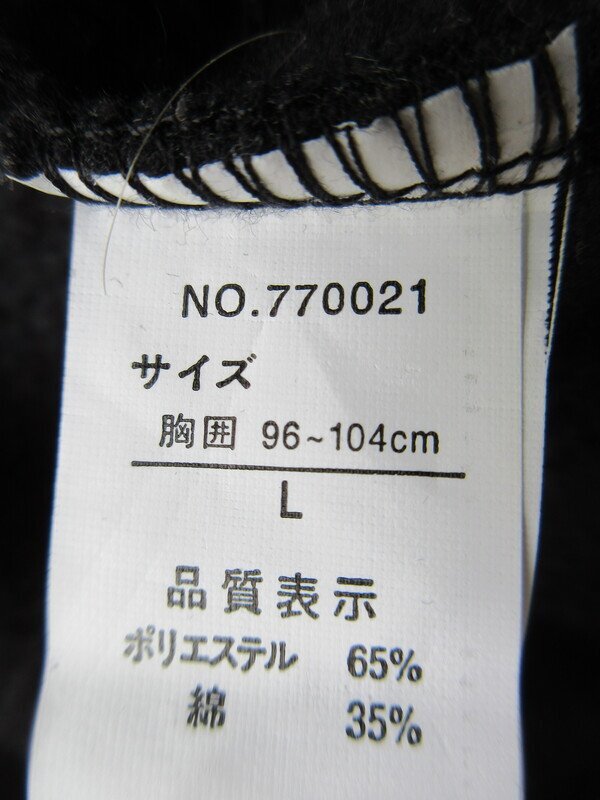 NO.770021
サイズ
胸囲 96~104cm
L
品質表示
ポリエステル 65%
綿 35%